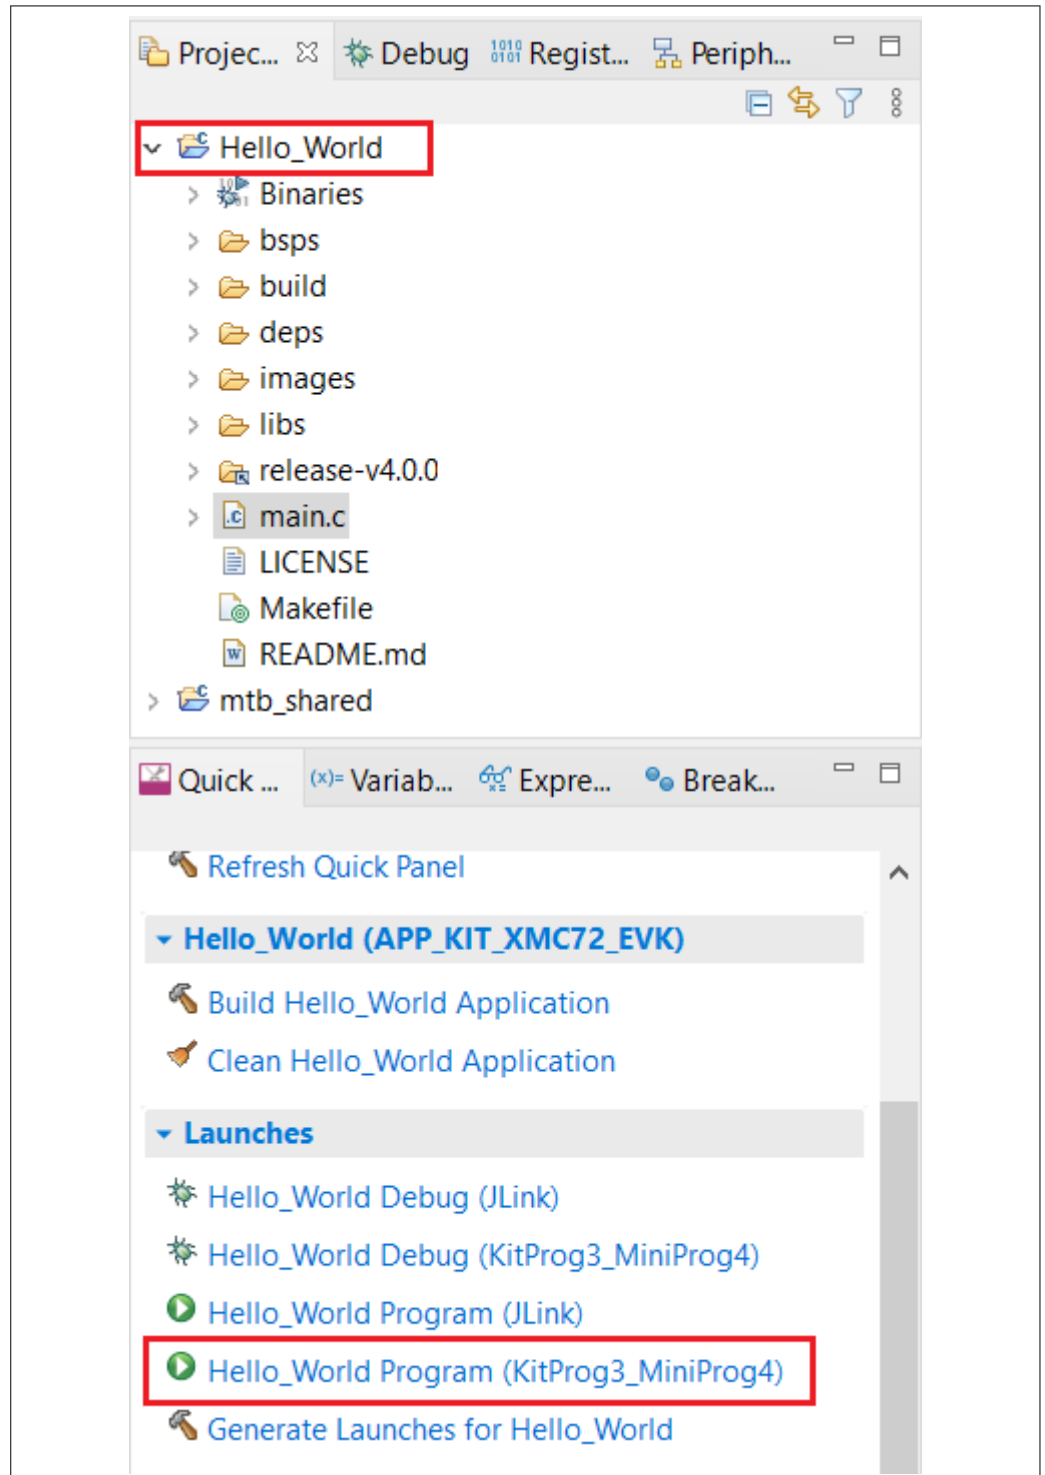 Projec... Debug Regist... Periph...
Hello_World
Binaries
bsps
build
deps
images
libs
release-v4.0.0
main.c
LICENSE
Makefile
README.md
mtb_shared
Quick ... (x)= Variab... Expre... Break...
Refresh Quick Panel
Hello_World (APP_KIT_XMC72_EVK)
Build Hello_World Application
Clean Hello_World Application
Launches
Hello_World Debug (JLink)
Hello_World Debug (KitProg3_MiniProg4)
Hello_World Program (JLink)
Hello_World Program (KitProg3_MiniProg4)
Generate Launches for Hello_World